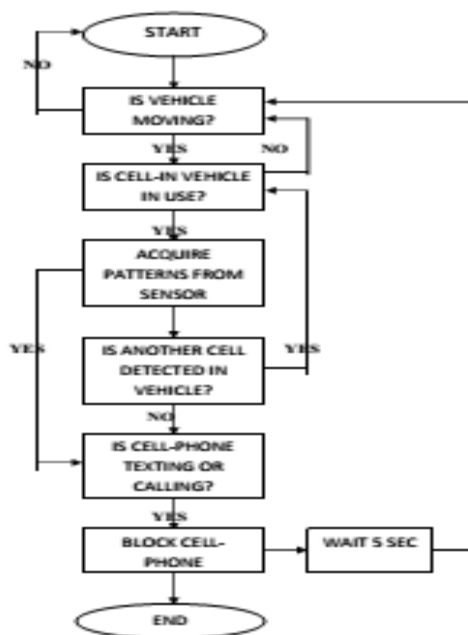 START
NO
IS VEHICLE
MOVING?
YES
NO
IS CELL-IN VEHICLE
IN USE?
YES
ACQUIRE
PATTERNS FROM
SENSOR
YES
IS ANOTHER CELL
DETECTED IN
VEHICLE?
YES
NO
IS CELL-PHONE
TEXTING OR
CALLING?
YES
BLOCK CELL-
PHONE
WAIT 5 SEC
END